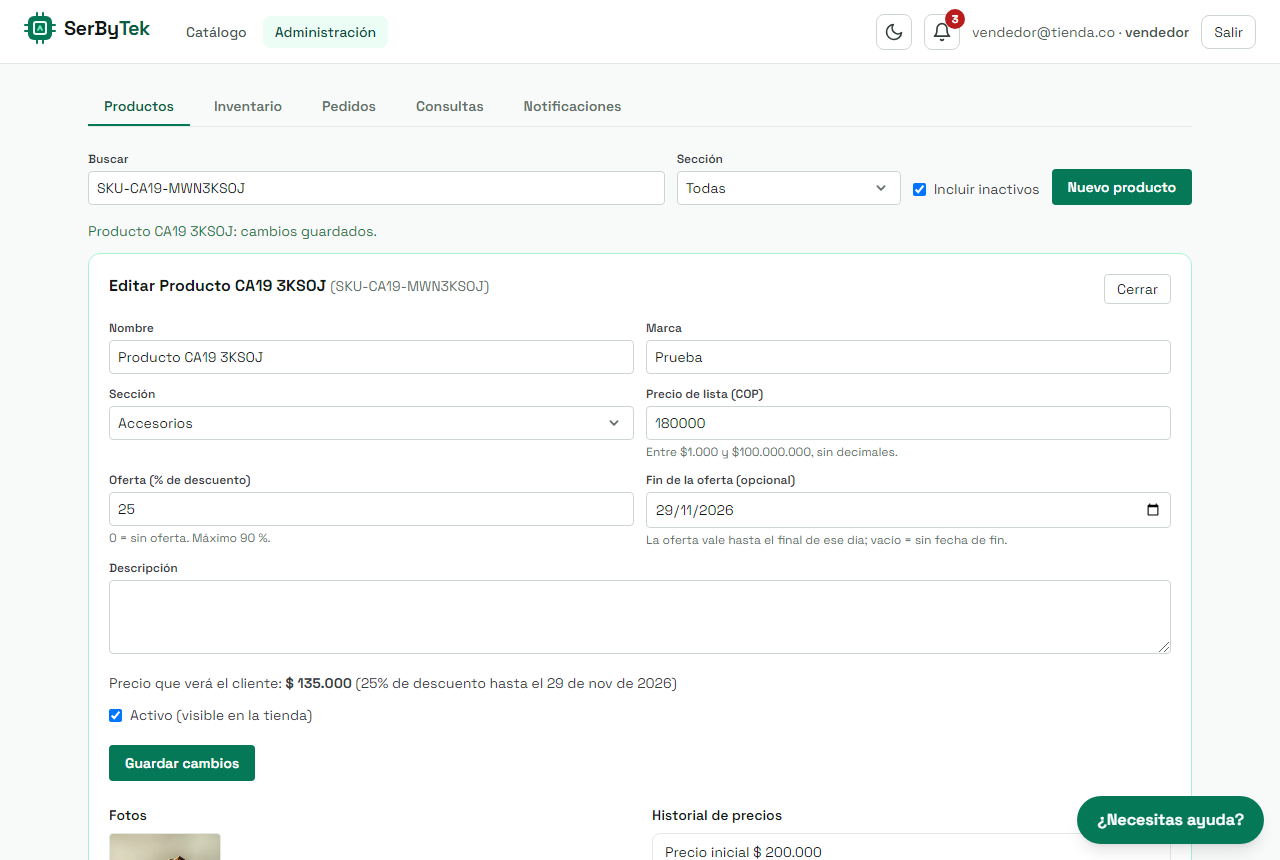 SerByTek
Catálogo
Administración
3
vendedor@tienda.co · vendedor
Salir
Productos
Inventario
Pedidos
Consultas
Notificaciones
Buscar
Sección
SKU-CA19-MWN3KSOJ
Todas
Incluir inactivos
Nuevo producto
Producto CA19 3KSOJ: cambios guardados.
Editar Producto CA19 3KSOJ (SKU-CA19-MWN3KSOJ)
Cerrar
Nombre
Marca
Producto CA19 3KSOJ
Prueba
Sección
Precio de lista (COP)
Accesorios
180000
Entre $1.000 y $100.000.000, sin decimales.
Oferta (% de descuento)
Fin de la oferta (opcional)
25
29/11/2026
0 = sin oferta. Máximo 90 %.
La oferta vale hasta el final de ese día; vacío = sin fecha de fin.
Descripción
Precio que verá el cliente: $ 135.000 (25% de descuento hasta el 29 de nov de 2026)
Activo (visible en la tienda)
Guardar cambios
Fotos
Historial de precios
¿Necesitas ayuda?
Precio inicial $ 200.000